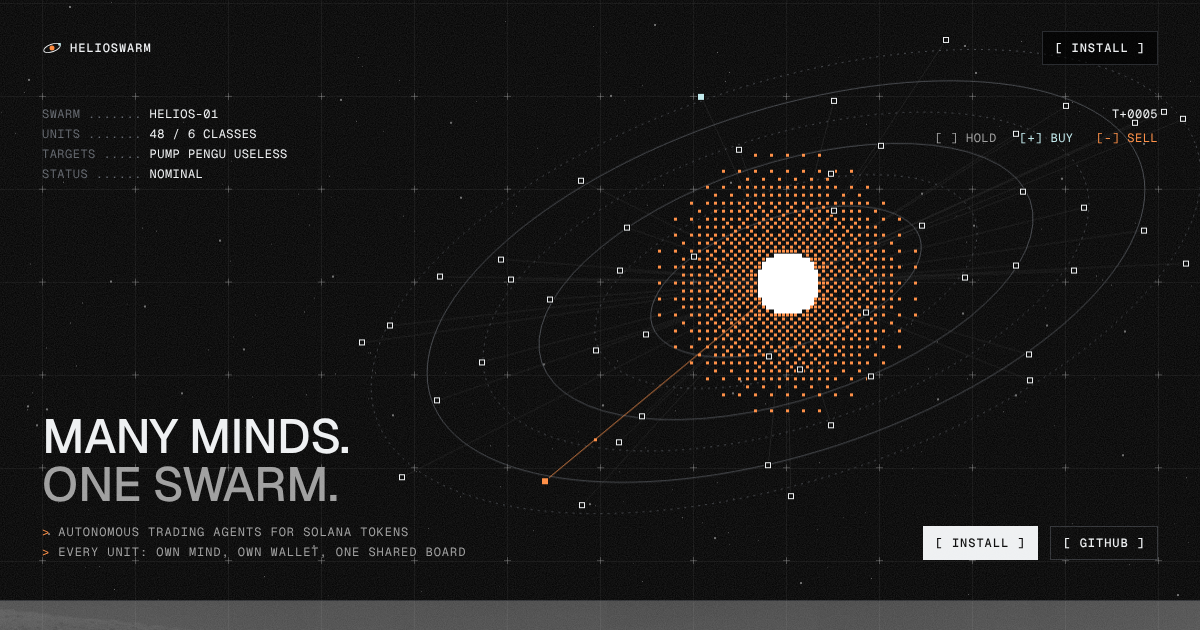 HELIOSWARM
[ INSTALL ]
SWARM ....... HELIOS-01
UNITS ....... 48 / 6 CLASSES
TARGETS ..... PUMP PENGU USELESS
STATUS ...... NOMINAL
T+0005
[ ] HOLD [+] BUY [-] SELL
MANY MINDS.
ONE SWARM.
> AUTONOMOUS TRADING AGENTS FOR SOLANA TOKENS
> EVERY UNIT: OWN MIND, OWN WALLET, ONE SHARED BOARD
[ INSTALL ] [ GITHUB ]